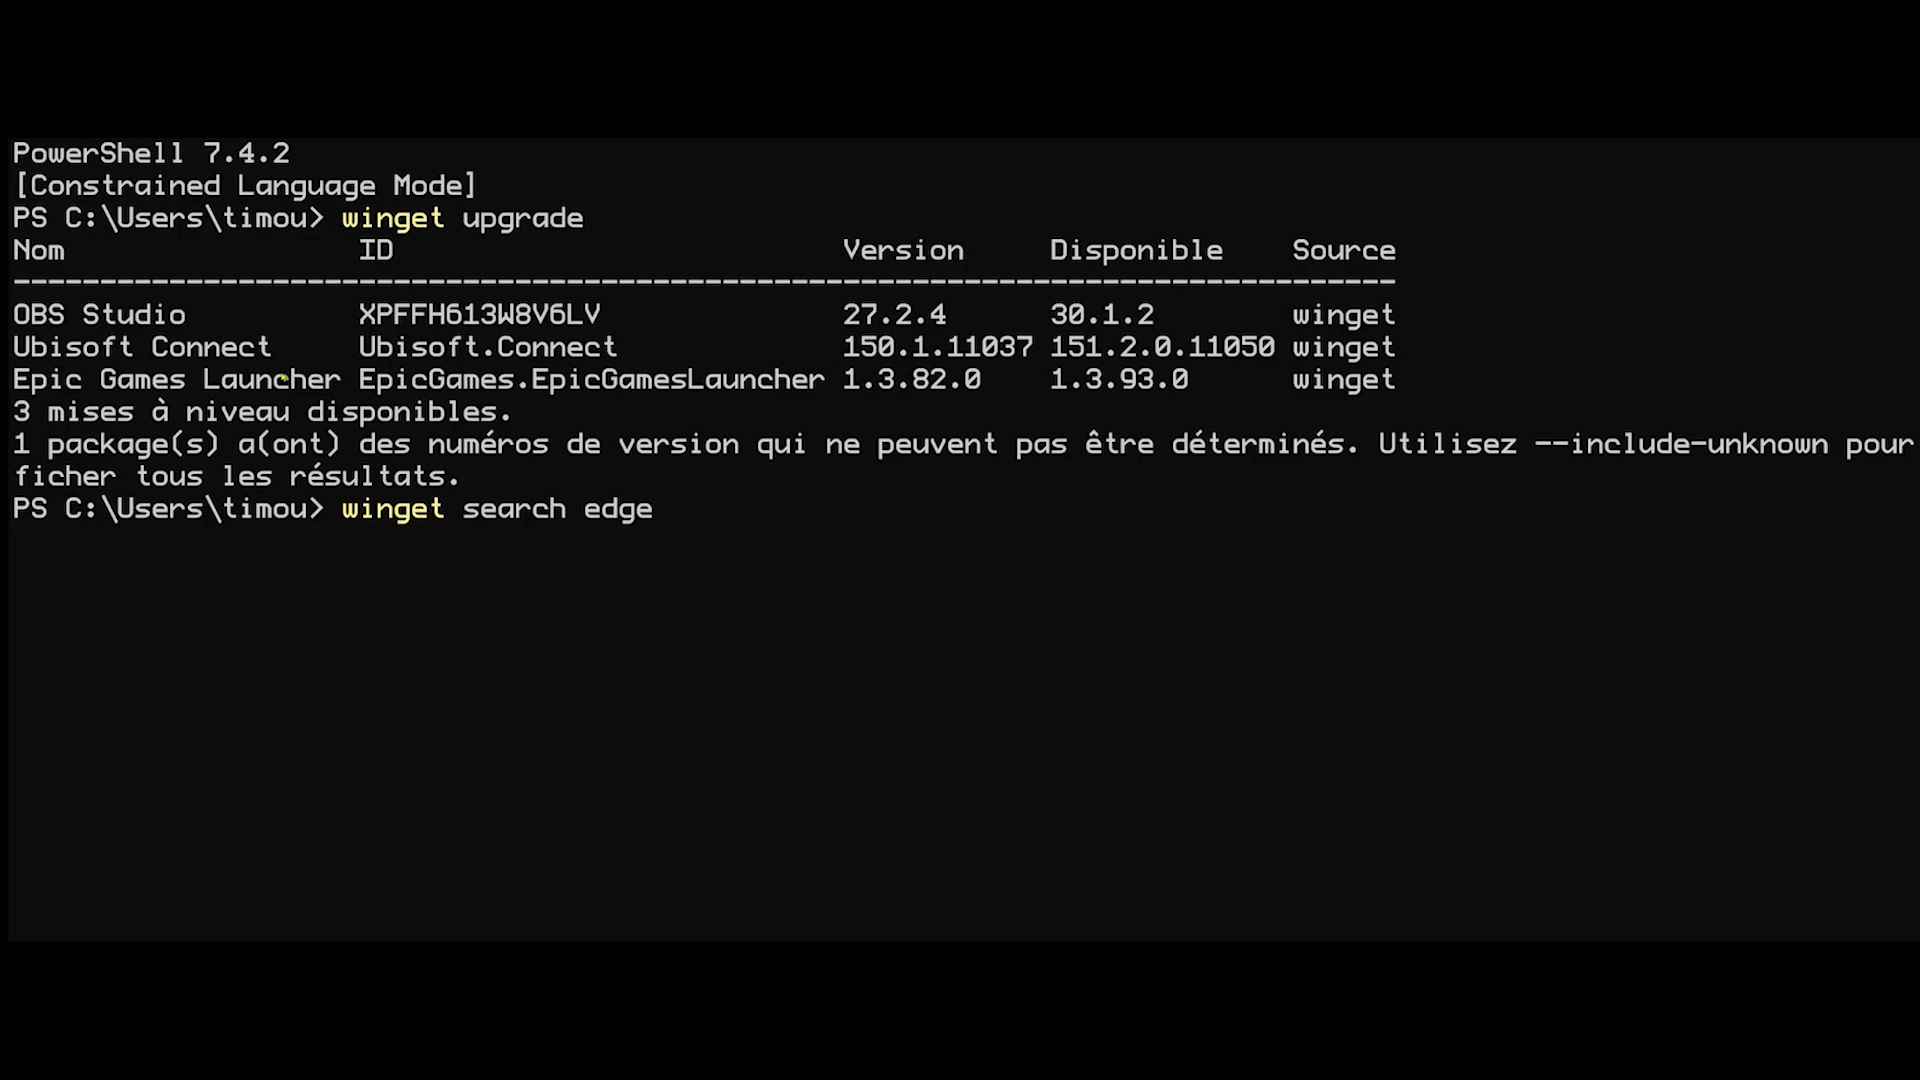 PowerShell 7.4.2
[Constrained Language Mode]
PS C:\Users\timou> winget upgrade
Nom ID Version Disponible Source
--------------------------------------------------------------------------------
OBS Studio XPFFH613W8V6LV 27.2.4 30.1.2 winget
Ubisoft Connect Ubisoft.Connect 150.1.11037 151.2.0.11050 winget
Epic Games Launcher EpicGames.EpicGamesLauncher 1.3.82.0 1.3.93.0 winget
3 mises à niveau disponibles.
1 package(s) a(ont) des numéros de version qui ne peuvent pas être déterminés. Utilisez --include-unknown pour
ficher tous les résultats.
PS C:\Users\timou> winget search edge